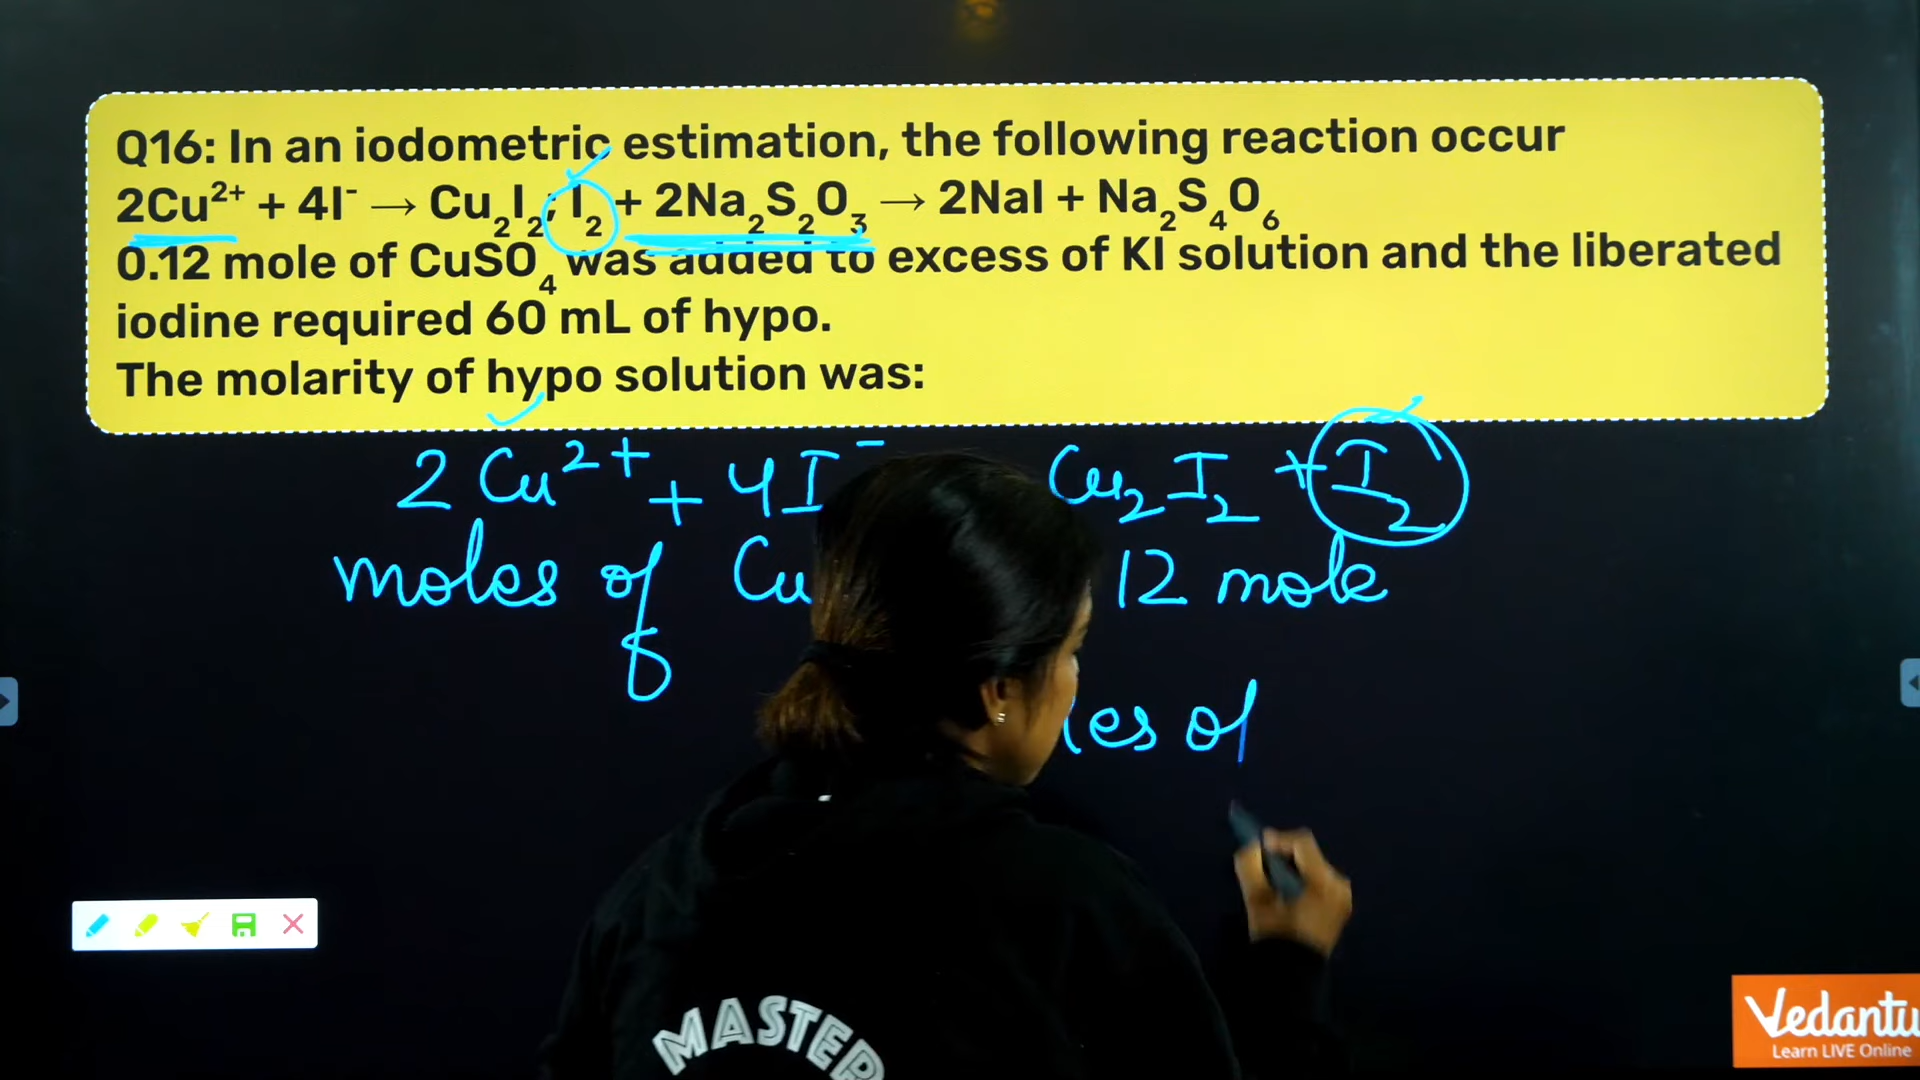 Q16: In an iodometric estimation, the following reaction occur
2Cu²⁺ + 4I⁻ → Cu₂I₂; I₂ + 2Na₂S₂O₃ → 2NaI + Na₂S₄O₆
0.12 mole of CuSO₄ was added to excess of KI solution and the liberated
iodine required 60 mL of hypo.
The molarity of hypo solution was:
2Cu²⁺ + 4I⁻ Cu₂I₂ + I₂
moles of Cu 12 mole
les of
MASTER
Vedantu
Learn LIVE Online